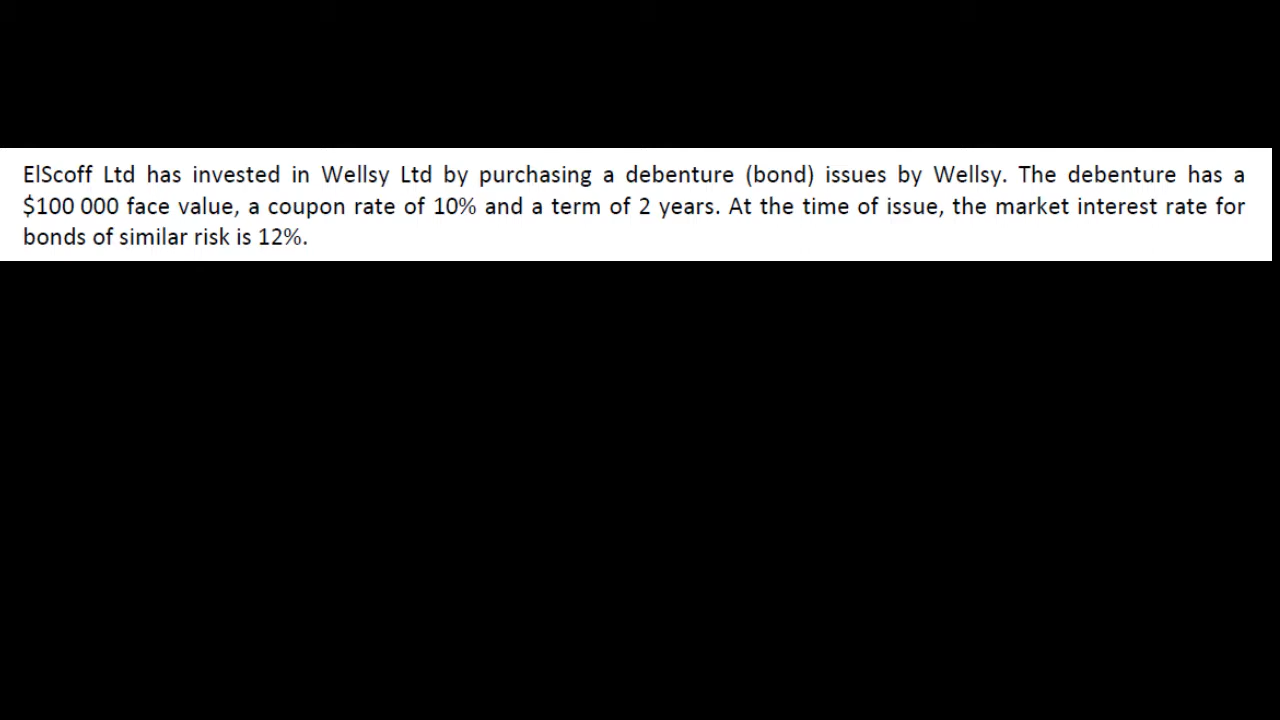 ElScoff Ltd has invested in Wellsy Ltd by purchasing a debenture (bond) issues by Wellsy. The debenture has a
$100 000 face value, a coupon rate of 10% and a term of 2 years. At the time of issue, the market interest rate for
bonds of similar risk is 12%.